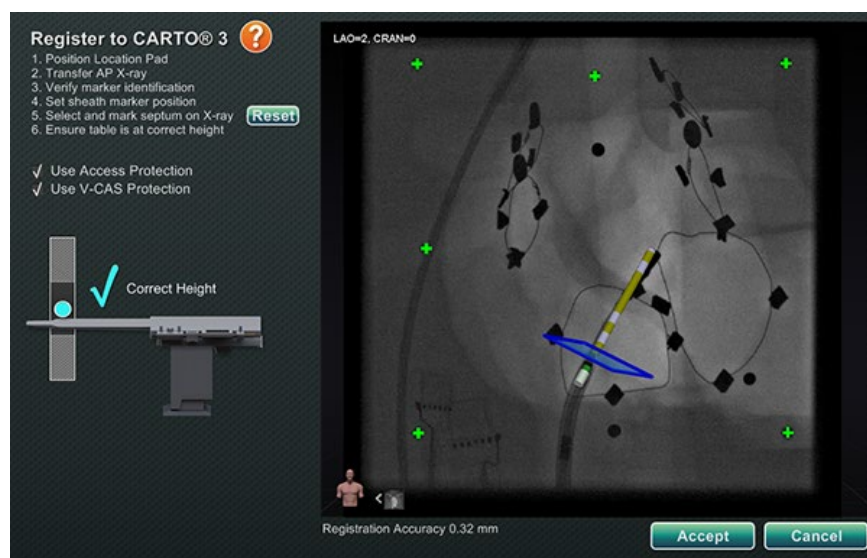 Register to CARTO® 3 ?
1. Position Location Pad
2. Transfer AP X-ray
3. Verify marker identification
4. Set sheath marker position
5. Select and mark septum on X-ray
6. Ensure table is at correct height
Reset
√ Use Access Protection
√ Use V-CAS Protection
Correct Height
LAO=2, CRAN=0
Registration Accuracy 0.32 mm
Accept
Cancel